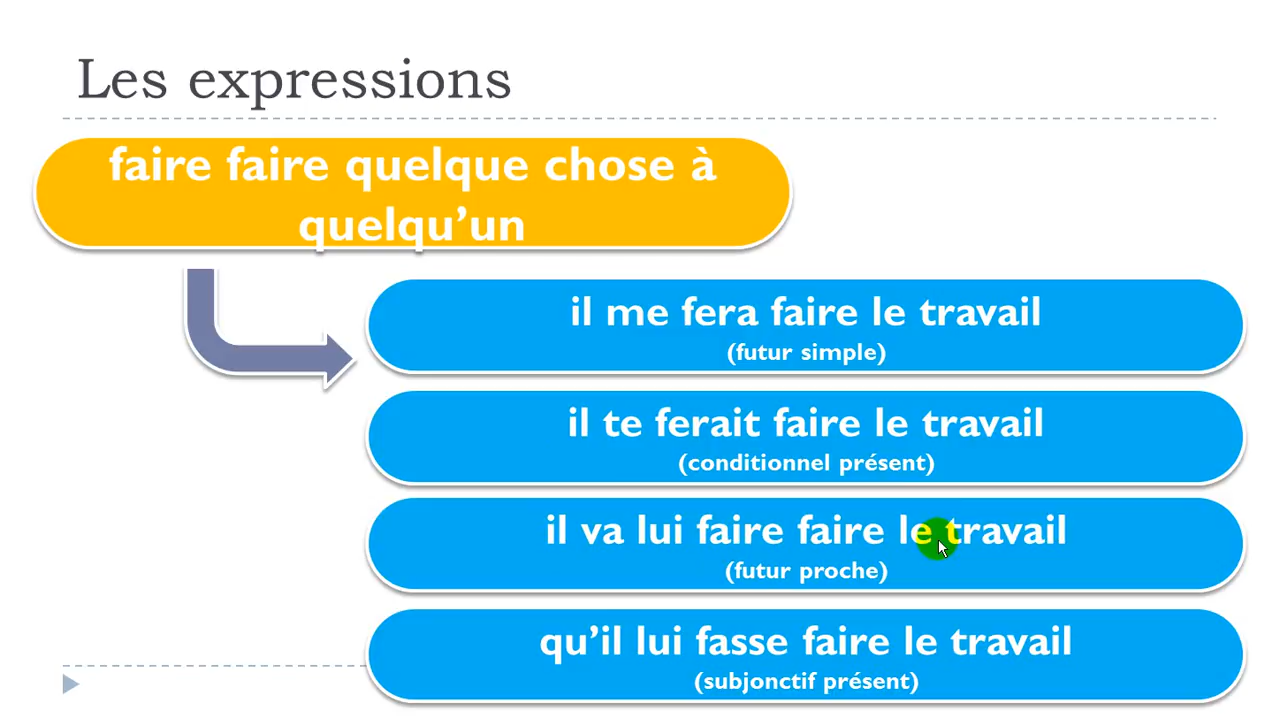 Les expressions
faire faire quelque chose à
quelqu’un
il me fera faire le travail
(futur simple)
il te ferait faire le travail
(conditionnel présent)
il va lui faire faire le travail
(futur proche)
qu’il lui fasse faire le travail
(subjonctif présent)